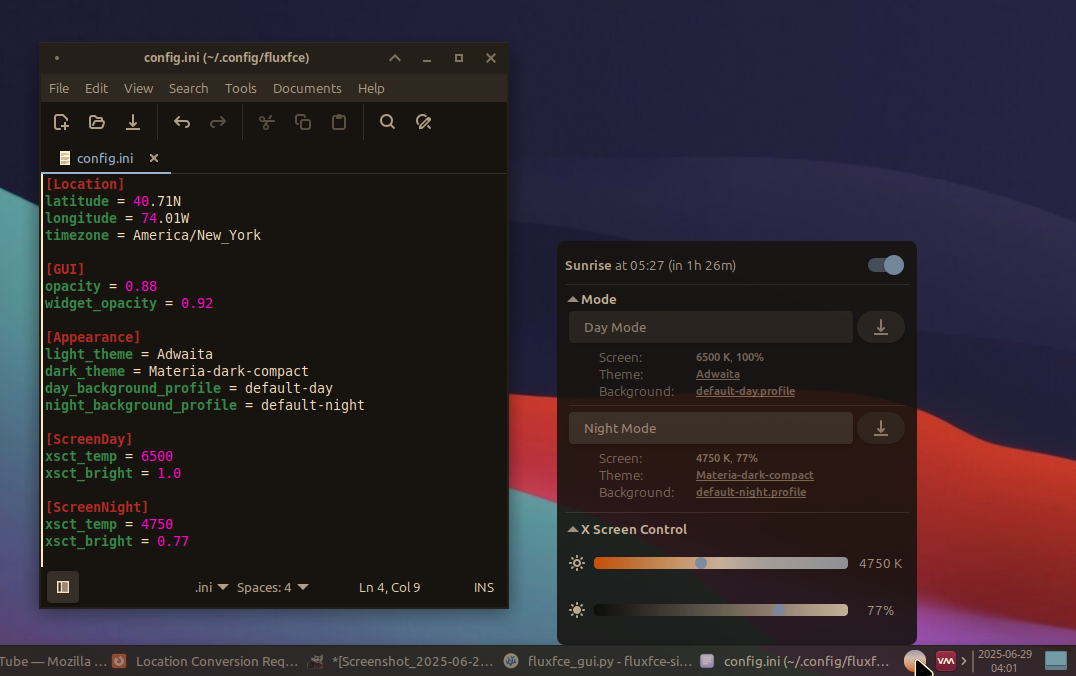 config.ini (~/.config/fluxfce)
File Edit View Search Tools Documents Help
config.ini
[Location]
latitude = 40.71N
longitude = 74.01W
timezone = America/New_York
[GUI]
opacity = 0.88
widget_opacity = 0.92
[Appearance]
light_theme = Adwaita
dark_theme = Materia-dark-compact
day_background_profile = default-day
night_background_profile = default-night
[ScreenDay]
xsct_temp = 6500
xsct_bright = 1.0
[ScreenNight]
xsct_temp = 4750
xsct_bright = 0.77
.ini Spaces: 4 Ln 4, Col 9 INS
Sunrise at 05:27 (in 1h 26m)
Mode
Day Mode
Screen: 6500 K, 100%
Theme: Adwaita
Background: default-day.profile
Night Mode
Screen: 4750 K, 77%
Theme: Materia-dark-compact
Background: default-night.profile
X Screen Control
4750 K
77%
Tube — Mozilla ... Location Conversion Req... *[Screenshot_2025-06-2... fluxfce_gui.py - fluxfce-si... config.ini (~/.config/fluxf... 2025-06-29
04:01